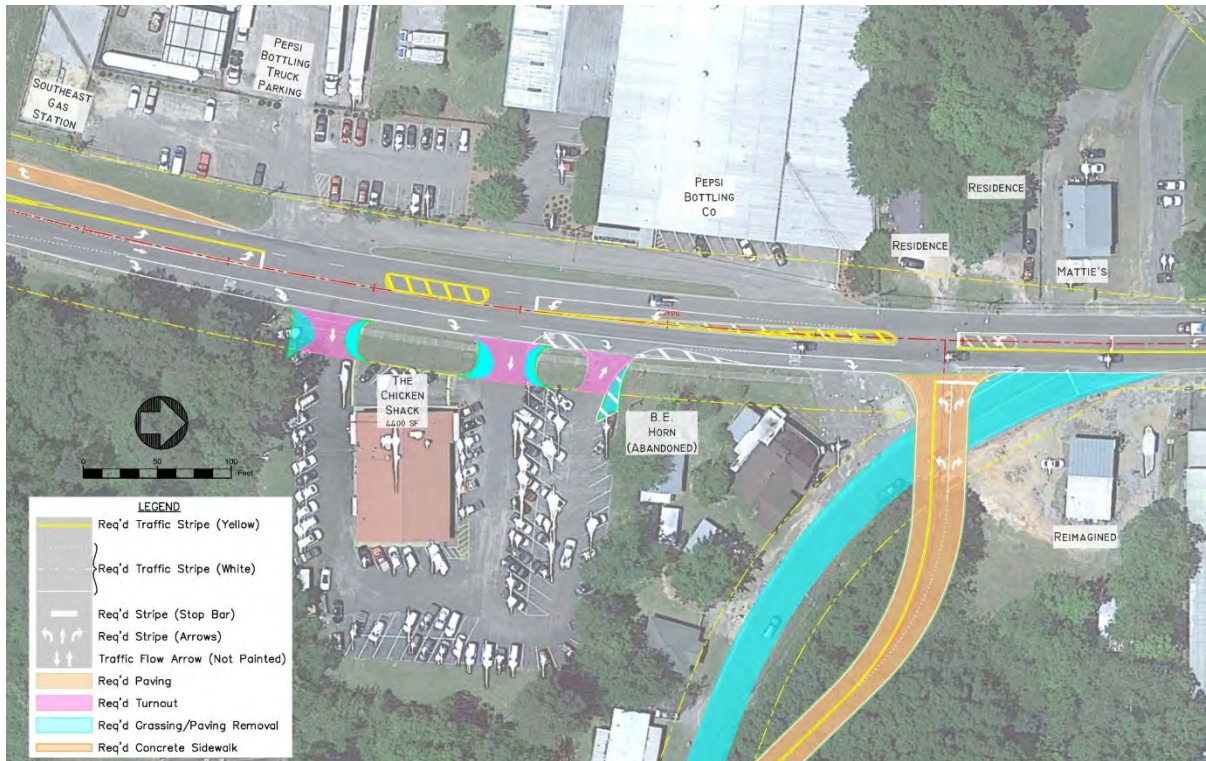 SOUTHEAST
GAS
STATION
PEPSI
BOTTLING
TRUCK
PARKING
PEPSI
BOTTLING
CO
RESIDENCE
RESIDENCE
MATTIE'S
THE
CHICKEN
SHACK
4400 SF
B.E.
HORN
(ABANDONED)
REIMAGINED
0 50 100
Feet
LEGEND
Req'd Traffic Stripe (Yellow)
Req'd Traffic Stripe (White)
Req'd Stripe (Stop Bar)
Req'd Stripe (Arrows)
Traffic Flow Arrow (Not Painted)
Req'd Paving
Req'd Turnout
Req'd Grassing/Paving Removal
Req'd Concrete Sidewalk